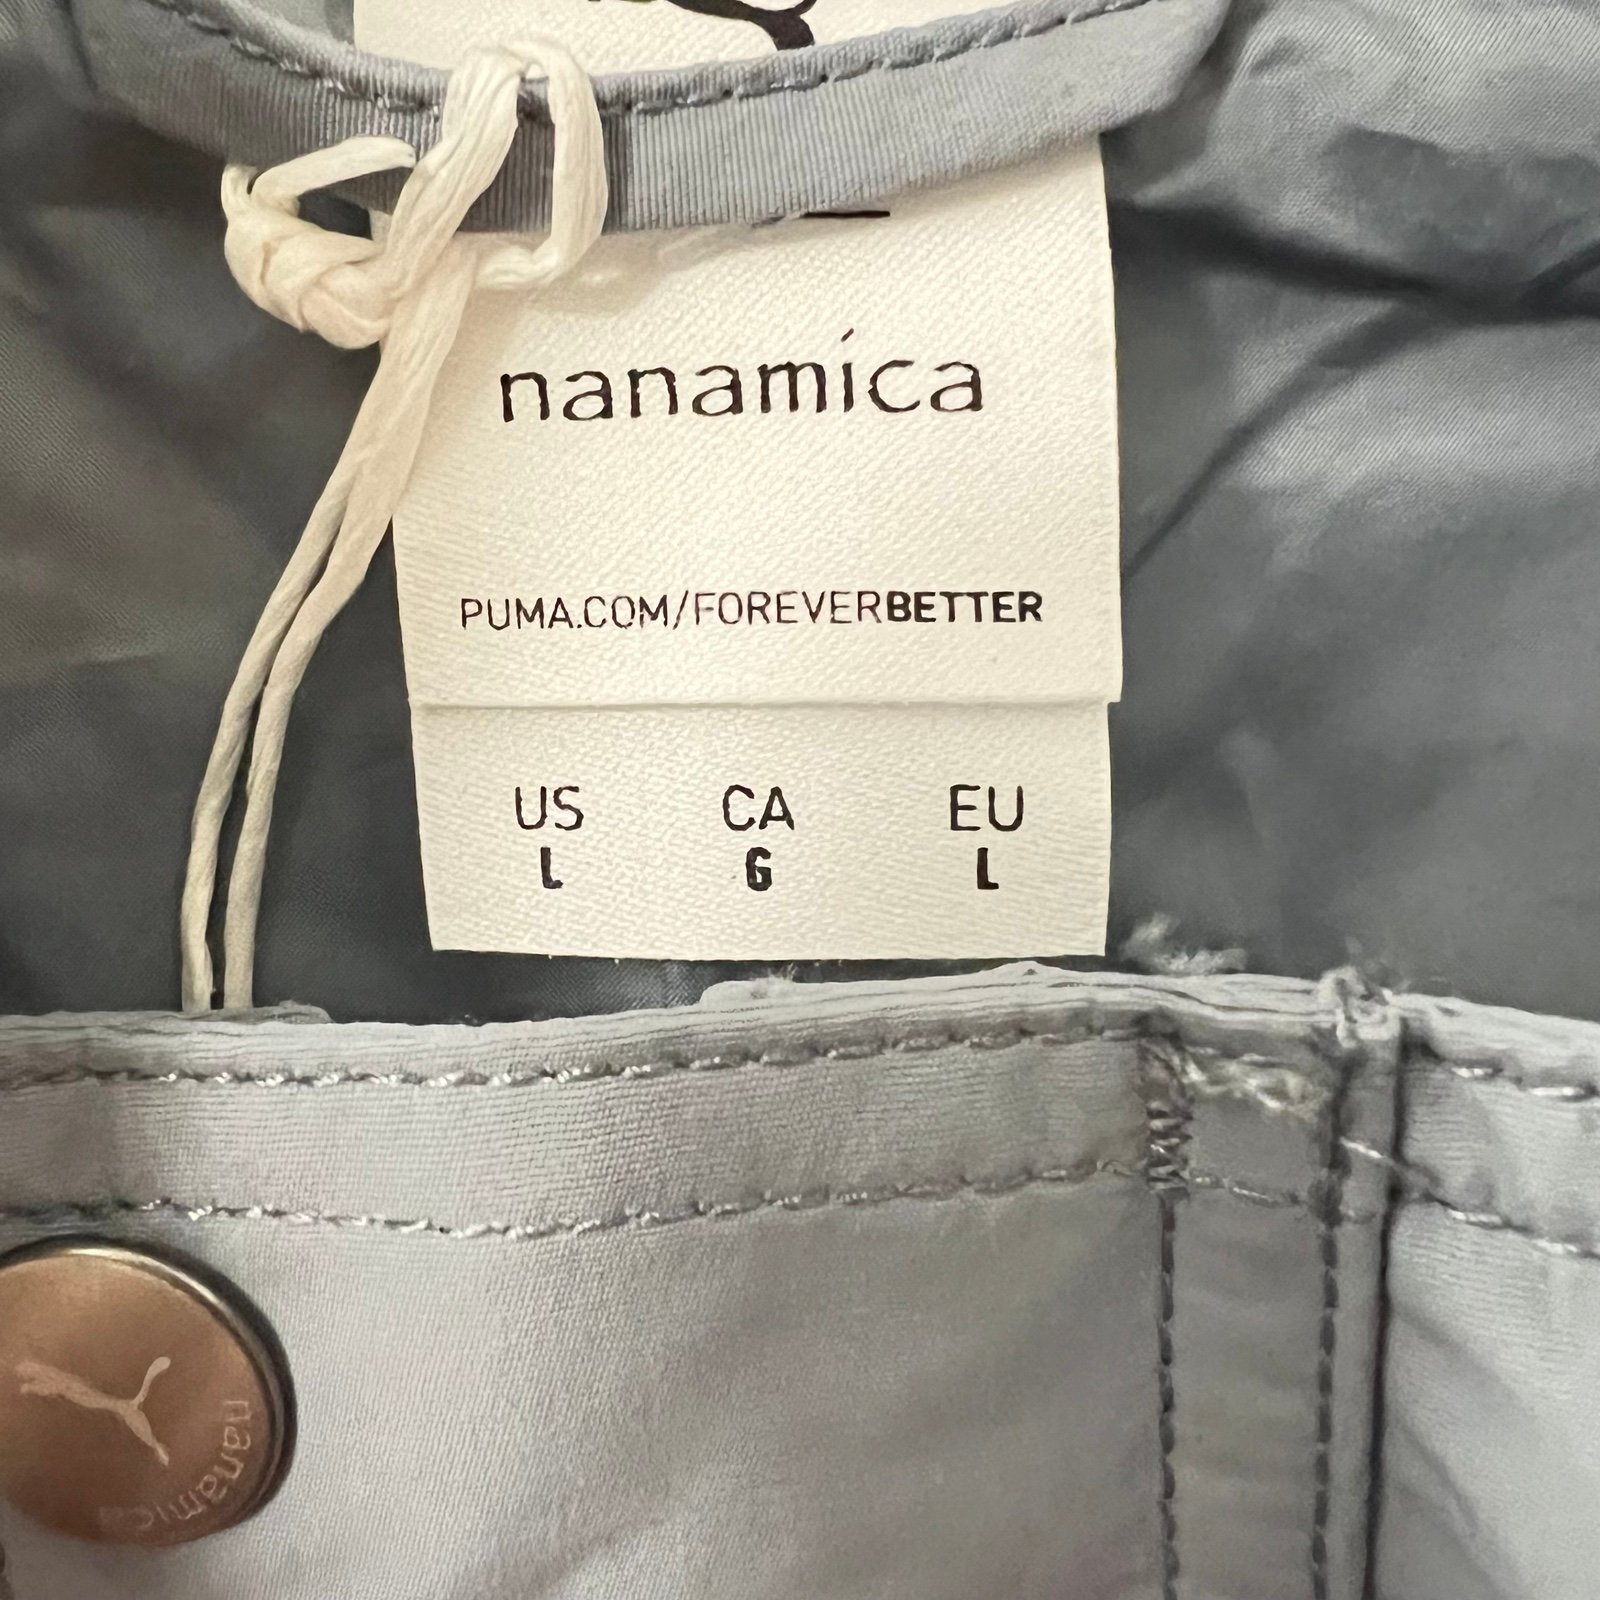 nanamica
PUMA.COM/FOREVERBETTER
US CA EU
L G L
nanamica